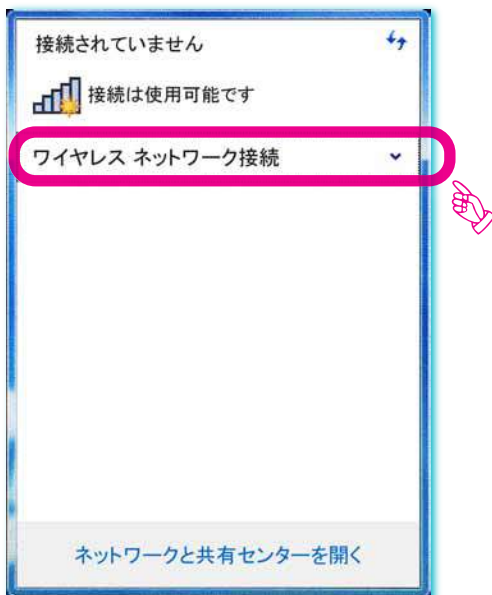 接続されていません
接続は使用可能です
ワイヤレス ネットワーク接続
ネットワークと共有センターを開く